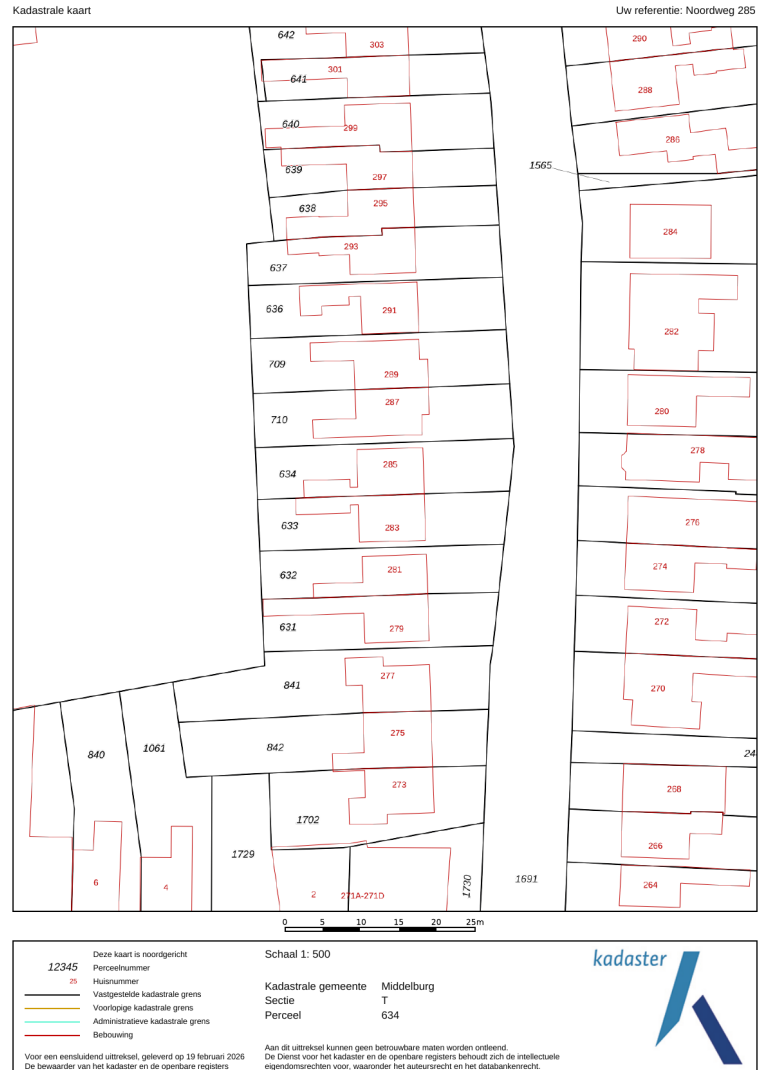 Kadastrale kaart
Uw referentie: Noordweg 285
642
303
290
301
641
288
640
299
286
639
297
1565
638
295
284
293
637
636
291
282
709
289
287
280
710
278
285
634
633
283
276
281
274
632
272
631
279
277
841
270
275
842
840
1061
24
273
268
1702
266
1729
6
4
2
271A-271D
1730
1691
264
0 5 10 15 20 25m
Deze kaart is noordgericht
12345 Perceelnummer
25 Huisnummer
Vastgestelde kadastrale grens
Voorlopige kadastrale grens
Administratieve kadastrale grens
Bebouwing
Voor een eensluidend uittreksel, geleverd op 19 februari 2026
De bewaarder van het kadaster en de openbare registers
Schaal 1: 500
Kadastrale gemeente Middelburg
Sectie T
Perceel 634
Aan dit uittreksel kunnen geen betrouwbare maten worden ontleend.
De Dienst voor het kadaster en de openbare registers behoudt zich de intellectuele
eigendomsrechten voor, waaronder het auteursrecht en het databankenrecht.
kadaster